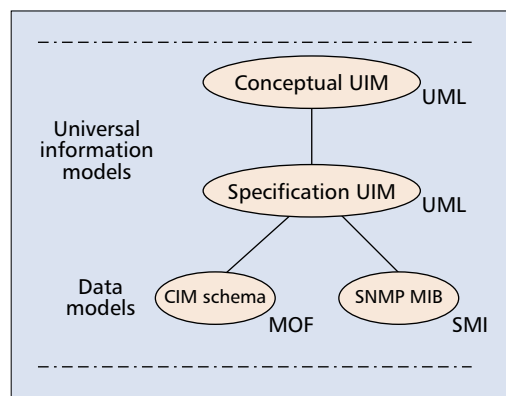 Conceptual UIM
UML
Universal
information
models
Specification UIM
UML
Data
models
CIM schema
MOF
SNMP MIB
SMI